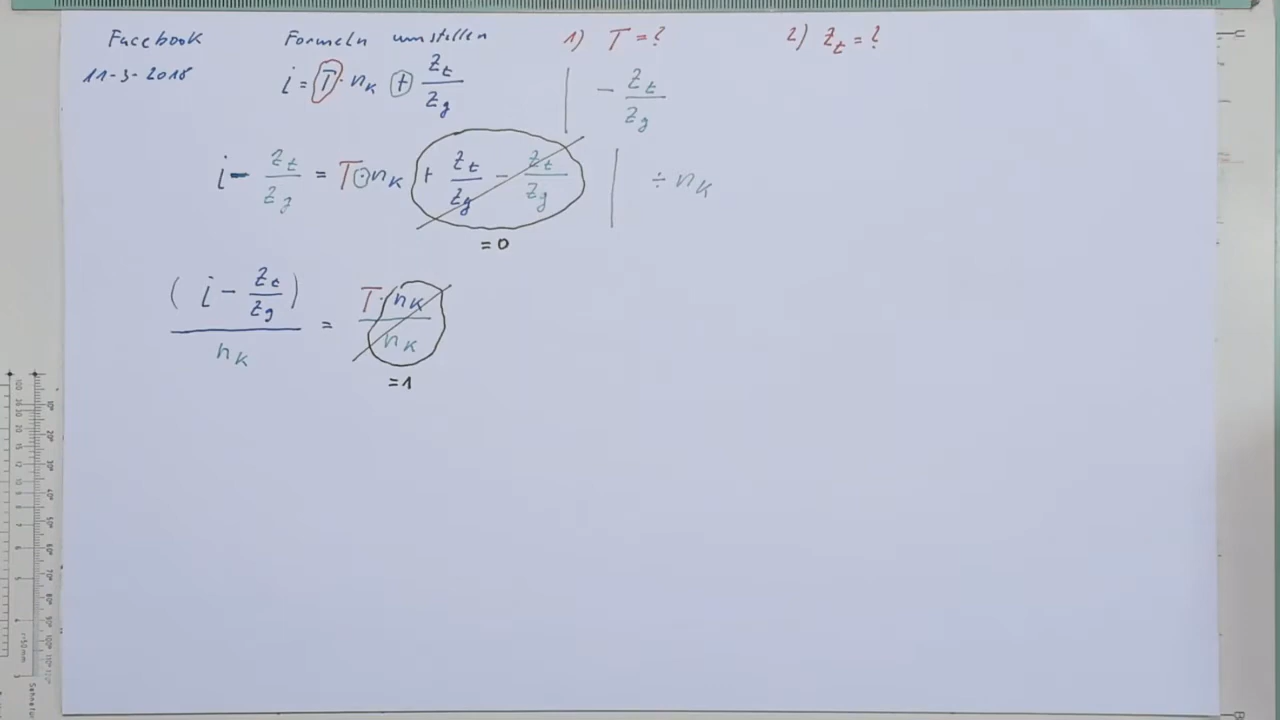 Facebook Formeln umstellen 1) T = ? 2) Z_t = ?
11-3-2018 i = T · n_K + Z_t/Z_g | - Z_t/Z_g
i - Z_t/Z_g = T · n_K + Z_t/Z_g - Z_t/Z_g | ÷ n_K
= 0
(i - Z_t/Z_g)/n_K = T · n_K/n_K
= 1